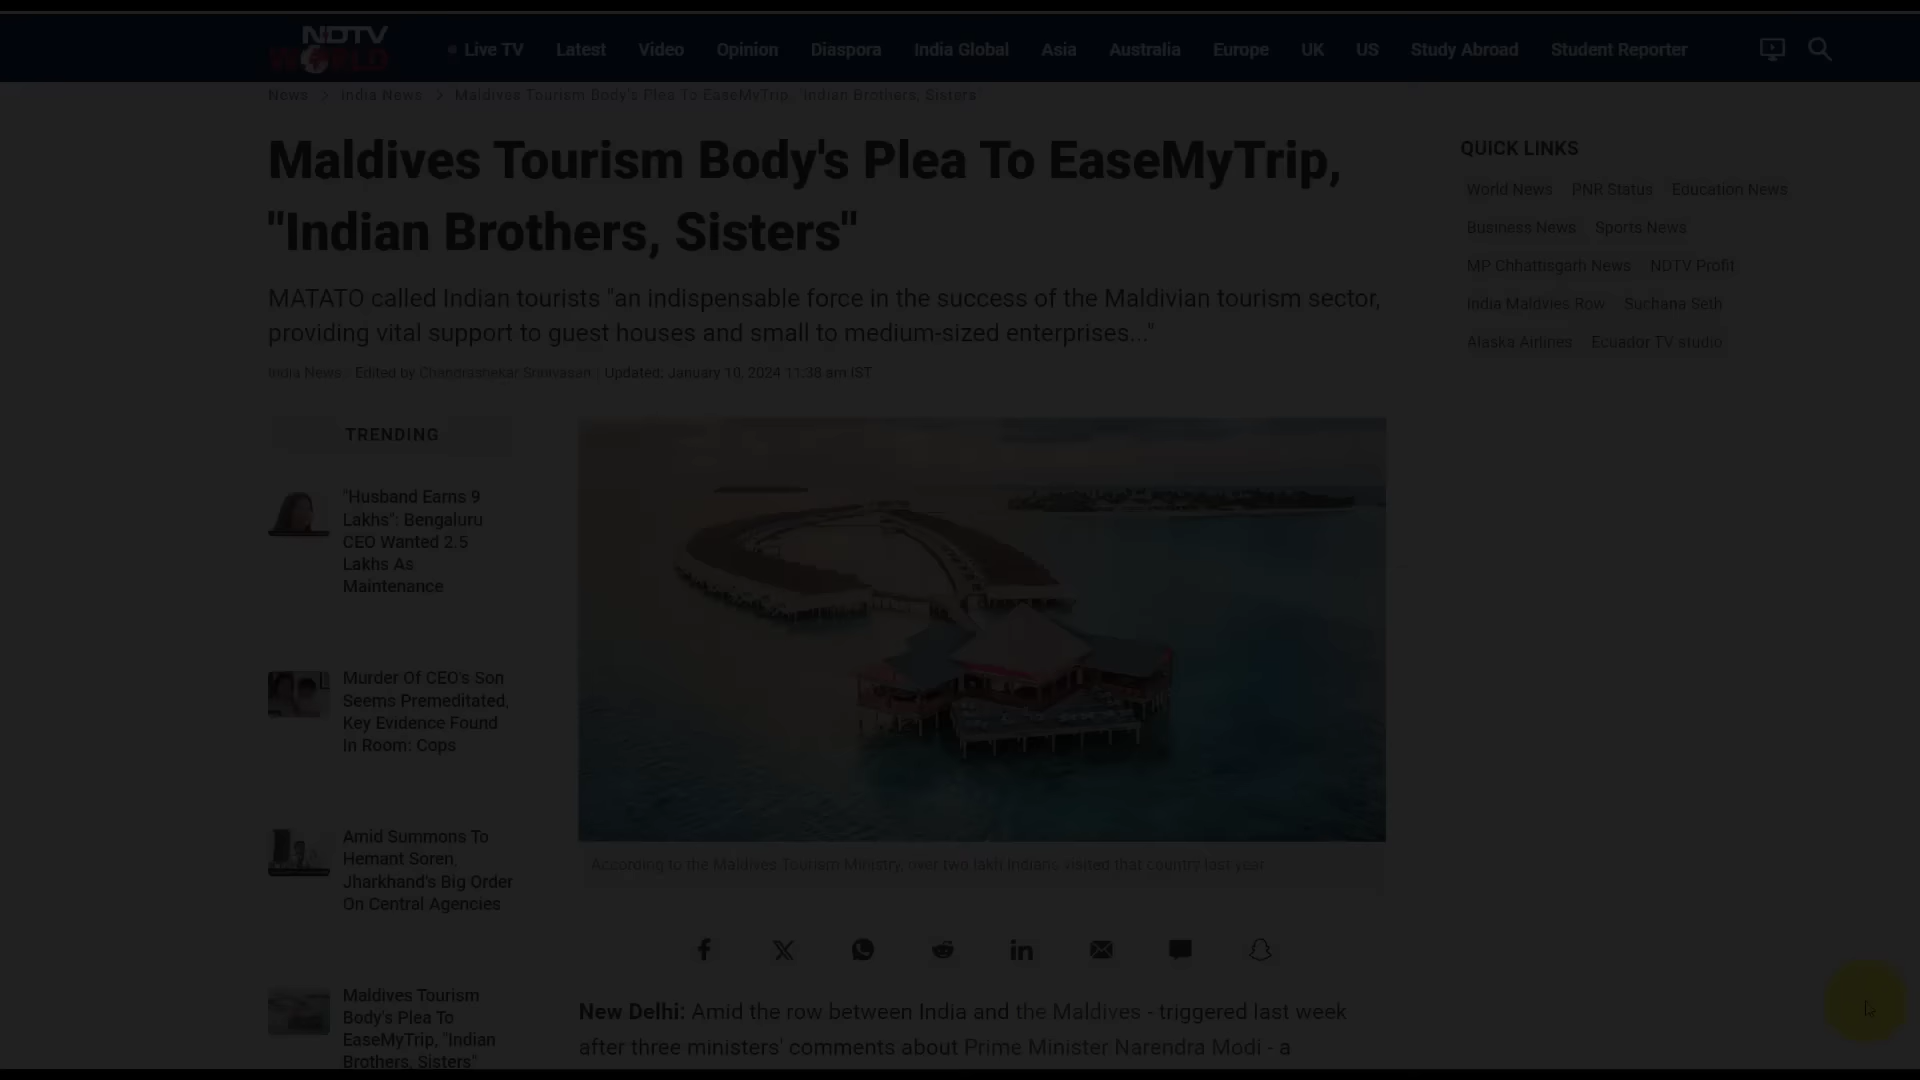 NDTV
WORLD
Live TV Latest Video Opinion Diaspora India Global Asia Australia Europe UK US Study Abroad Student Reporter
News > India News > Maldives Tourism Body's Plea To EaseMyTrip, "Indian Brothers, Sisters"
Maldives Tourism Body's Plea To EaseMyTrip,
"Indian Brothers, Sisters"
MATATO called Indian tourists "an indispensable force in the success of the Maldivian tourism sector,
providing vital support to guest houses and small to medium-sized enterprises..."
India News | Edited by Chandrashekar Srinivasan | Updated: January 10, 2024 11:38 am IST
QUICK LINKS
World News PNR Status Education News
Business News Sports News
MP Chhattisgarh News NDTV Profit
India Maldvies Row Suchana Seth
Alaska Airlines Ecuador TV studio
TRENDING
"Husband Earns 9
Lakhs": Bengaluru
CEO Wanted 2.5
Lakhs As
Maintenance
Murder Of CEO's Son
Seems Premeditated,
Key Evidence Found
In Room: Cops
Amid Summons To
Hemant Soren,
Jharkhand's Big Order
On Central Agencies
Maldives Tourism
Body's Plea To
EaseMyTrip, "Indian
Brothers, Sisters"
According to the Maldives Tourism Ministry, over two lakh Indians visited that country last year.
New Delhi: Amid the row between India and the Maldives - triggered last week
after three ministers' comments about Prime Minister Narendra Modi - a